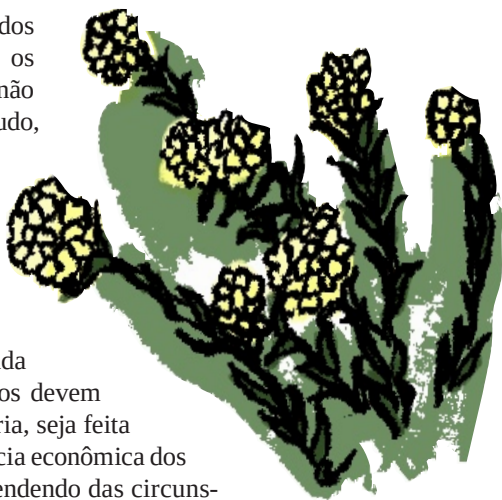 dos
os
não
udo,
da
os devem
ria, seja feita
cia econômica dos
endendo das circuns-